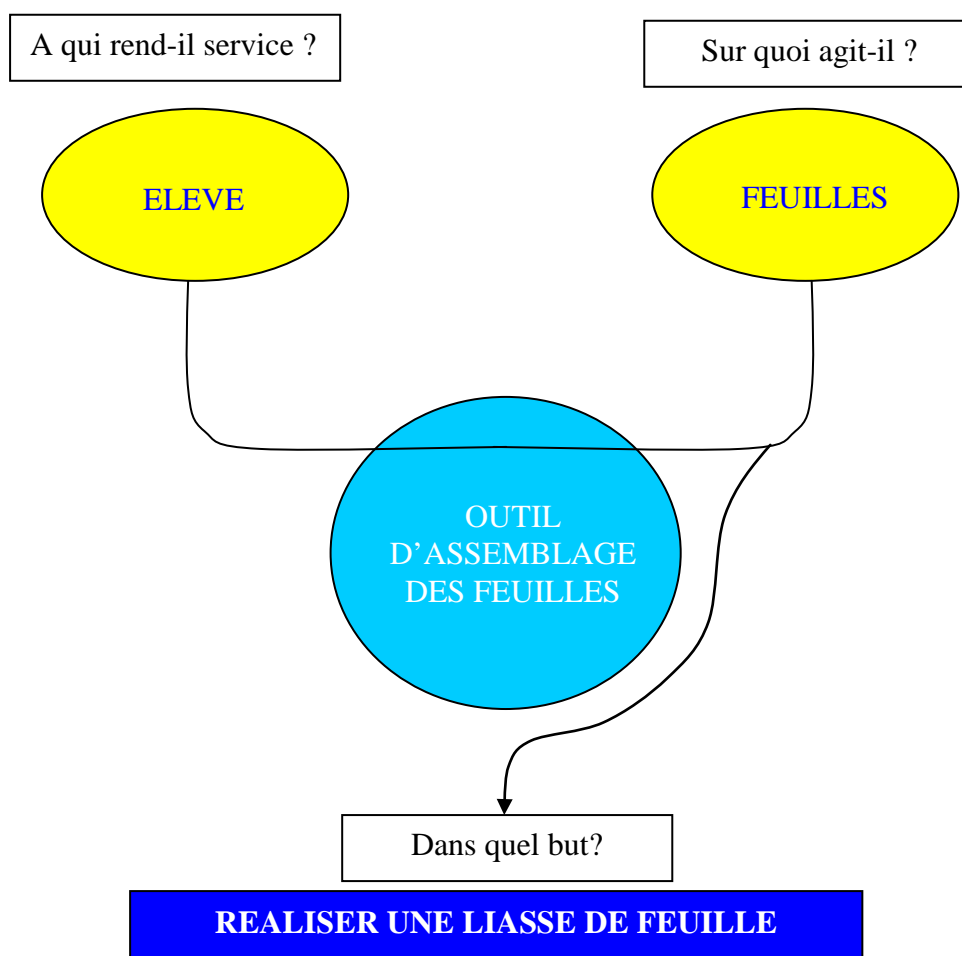 A qui rend-il service ?
Sur quoi agit-il ?
ELEVE
FEUILLES
OUTIL
D'ASSEMBLAGE
DES FEUILLES
Dans quel but?
REALISER UNE LIASSE DE FEUILLE